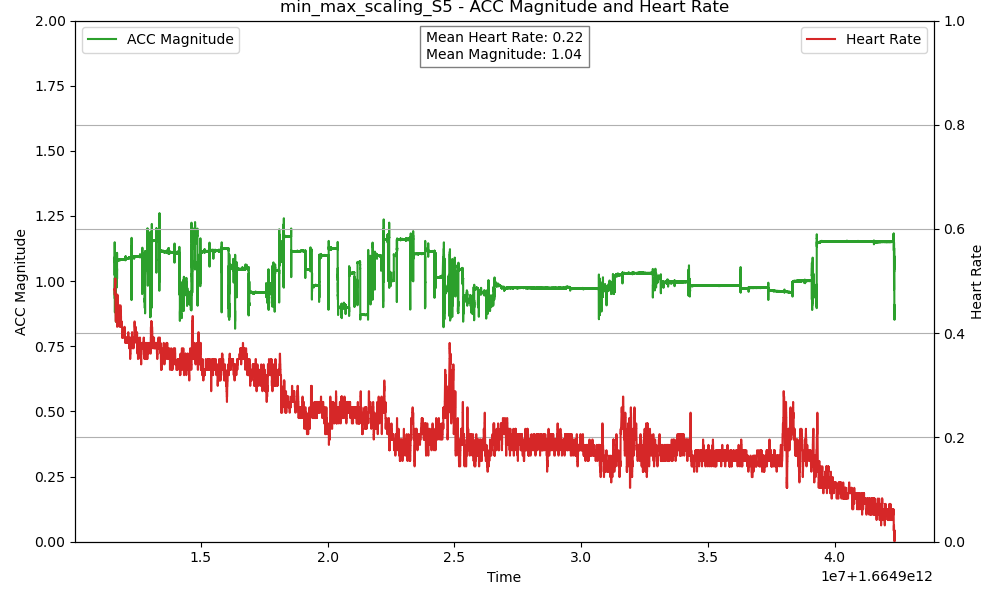 min_max_scaling_S5 - ACC Magnitude and Heart Rate
ACC Magnitude
Mean Heart Rate: 0.22
Mean Magnitude: 1.04
Heart Rate
2.00
1.75
1.50
1.25
1.00
0.75
0.50
0.25
0.00
ACC Magnitude
1.0
0.8
0.6
0.4
0.2
0.0
Heart Rate
1.5
2.0
2.5
3.0
3.5
4.0
Time
1e7+1.6649e12